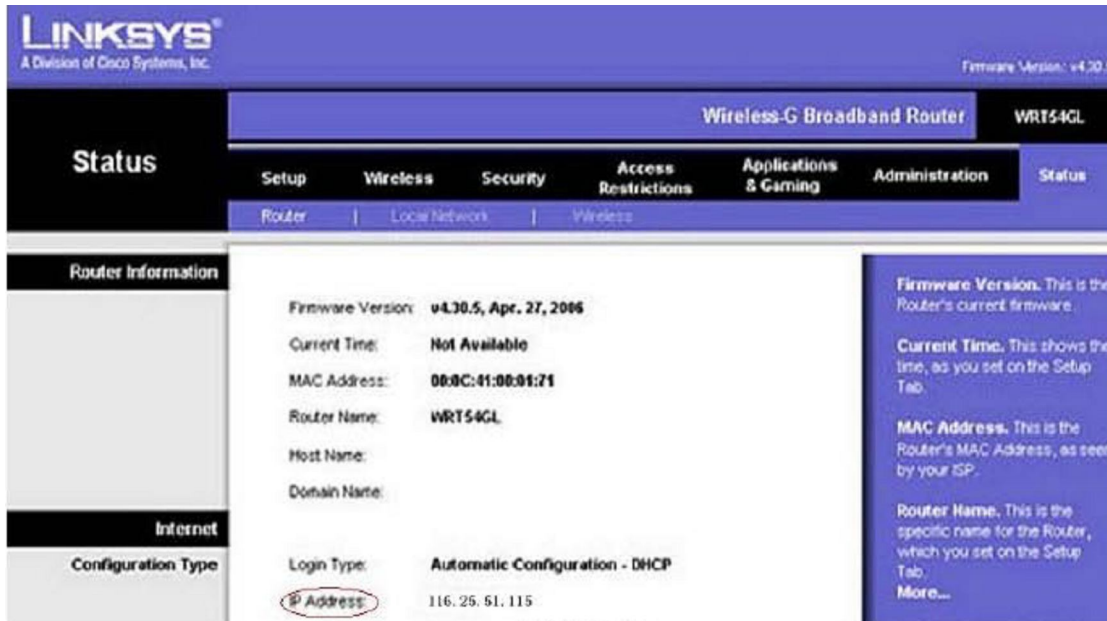 LINKSYS®
A Division of Cisco Systems, Inc.
Firmware Version: v4.30.5
Wireless-G Broadband Router WRT54GL
Status
Setup Wireless Security Access Restrictions Applications & Gaming Administration Status
Router | Local Network | Wireless
Router Information
Firmware Version: v4.30.5, Apr. 27, 2006
Current Time: Not Available
MAC Address: 00:0C:41:00:01:71
Router Name: WRT54GL
Host Name:
Domain Name:
Internet
Configuration Type
Login Type: Automatic Configuration - DHCP
IP Address: 116.25.51.115
Firmware Version. This is the
Router's current firmware.
Current Time. This shows the
time, as you set on the Setup
Tab.
MAC Address. This is the
Router's MAC Address, as seen
by your ISP.
Router Name. This is the
specific name for the Router,
which you set on the Setup
Tab.
More...